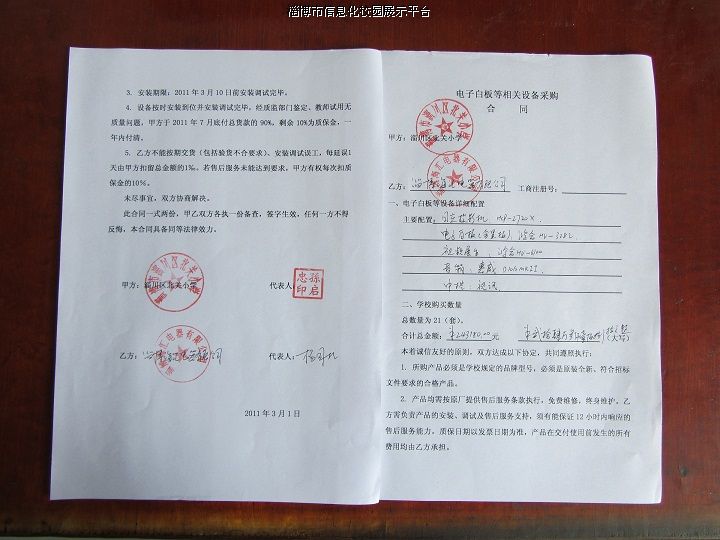 淄博市信息化校园展示平台
电子白板等相关设备采购
合 同
甲方：淄川区北关小学
乙方： 工商注册号：
一、电子白板等设备详细配置
主要配置：
二、学校购买数量
总数量为 21（套）。
合计总金额：￥243180.00元
本着诚信友好的原则，双方达成以下协定，共同遵照执行：
1. 所购产品必须是学校规定的品牌型号，必须是原装全新、符合招标
文件要求的合格产品。
2. 产品均需按原厂提供售后服务条款执行，免费维修，终身维护。乙
方需负责产品的安装、调试及售后服务支持，须有能保证 12 小时内响应的
售后服务能力。质保日期以发票日期为准，产品在交付使用前发生的所有
费用均由乙方承担。
3. 安装期限：2011 年 3 月 10 日前安装调试完毕。
4. 设备按时安装到位并安装调试完毕，经质监部门鉴定、教师试用无
质量问题，甲方于 2011 年 7 月底付总货款的 90%，剩余 10%为质保金，一
年内付清。
5. 乙方不能按期交货（包括验货不合要求）、安装调试误工，每延误1
天由甲方扣留总金额的1‰。若售后服务未能达到要求，甲方有权每次扣质
保金的10%。
未尽事宜，双方协商解决。
此合同一式两份，甲乙双方各执一份备查，签字生效，任何一方不得
反悔，本合同具备同等法律效力。
甲方：淄川区北关小学 代表人： 孙启忠印
乙方： 代表人：
2011 年 3 月 1 日